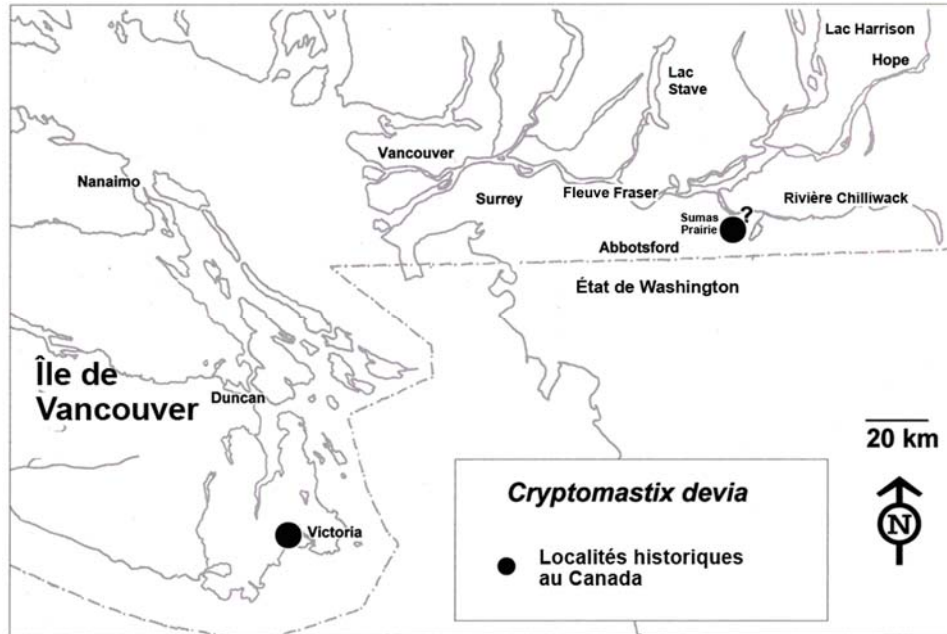 Lac Harrison
Hope
Lac
Stave
Vancouver
Nanaimo
Surrey
Fleuve Fraser
Rivière Chilliwack
Sumas
Prairie
?
Abbotsford
État de Washington
Île de
Vancouver
Duncan
20 km
N
Victoria
Cryptomastix devia
Localités historiques
au Canada